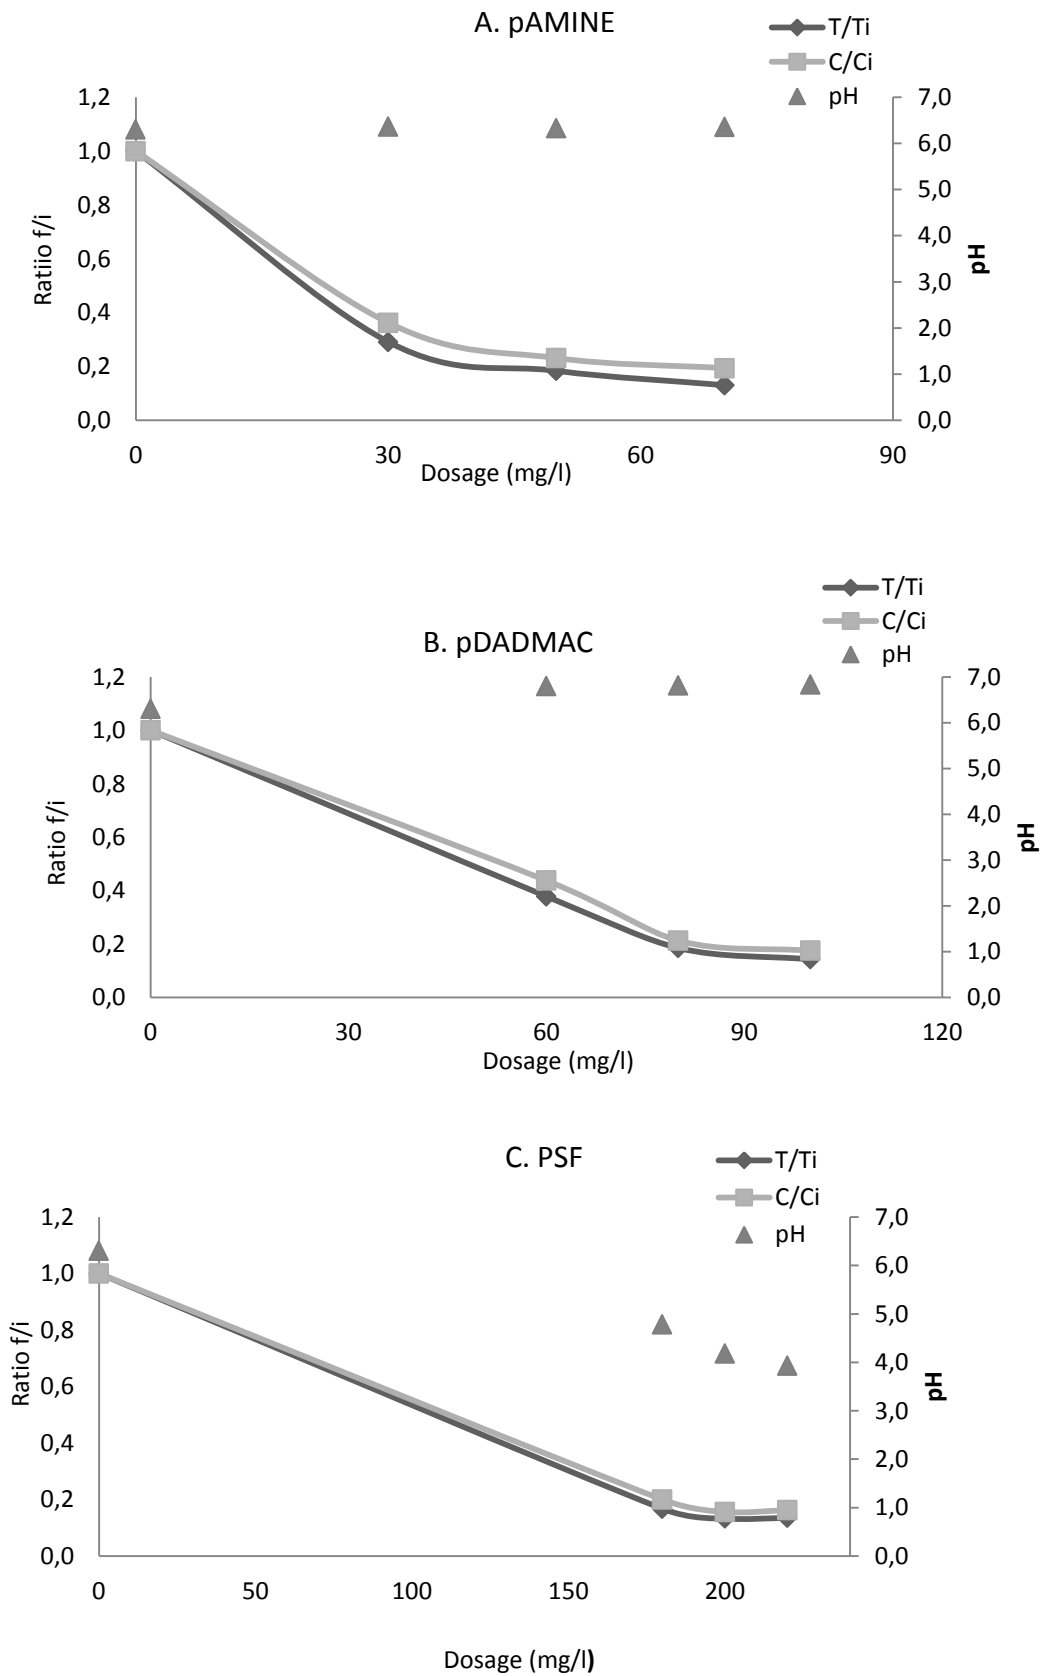 A. pAMINE
T/Ti
C/Ci
pH
1,2
1,0
0,8
0,6
0,4
0,2
0,0
Ratiio f/i
7,0
6,0
5,0
4,0
3,0
2,0
1,0
0,0
pH
0 30 60 90
Dosage (mg/l)
B. pDADMAC
T/Ti
C/Ci
pH
1,2
1,0
0,8
0,6
0,4
0,2
0,0
Ratio f/i
7,0
6,0
5,0
4,0
3,0
2,0
1,0
0,0
pH
0 30 60 90 120
Dosage (mg/l)
C. PSF
T/Ti
C/Ci
pH
1,2
1,0
0,8
0,6
0,4
0,2
0,0
Ratio f/i
7,0
6,0
5,0
4,0
3,0
2,0
1,0
0,0
pH
0 50 100 150 200
Dosage (mg/l)